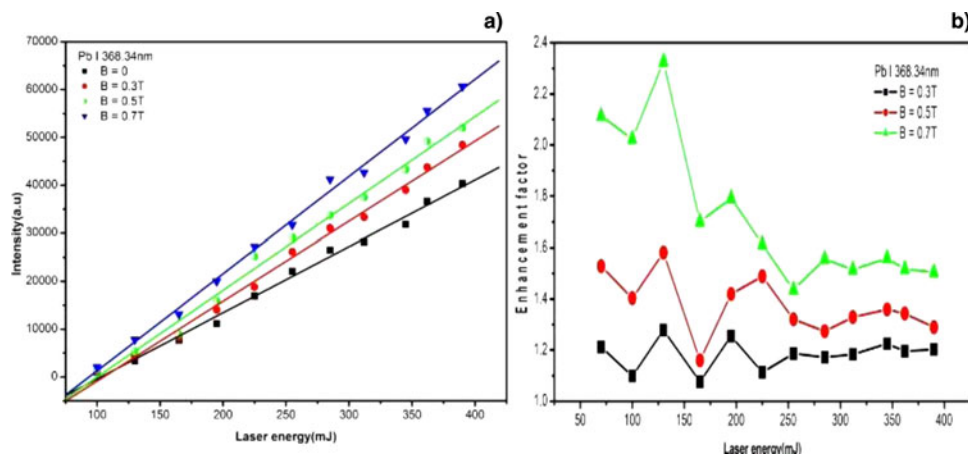 a)
70000
60000
50000
40000
30000
20000
10000
0
Intensity(a.u)
Pb I 368.34nm
B = 0
B = 0.3T
B = 0.5T
B = 0.7T
100
150
200
250
300
350
400
Laser energy(mJ)
b)
2.4
2.2
2.0
1.8
1.6
1.4
1.2
1.0
Enhancement factor
Pb I 368.34nm
B = 0.3T
B = 0.5T
B = 0.7T
50
100
150
200
250
300
350
400
Laser energy(mJ)